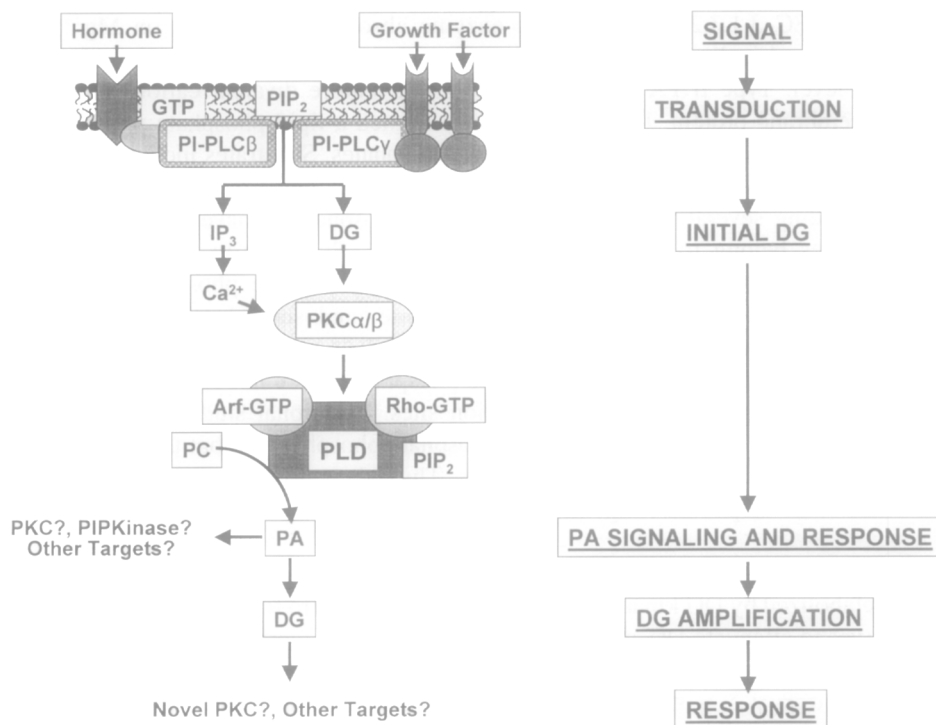 Hormone
Growth Factor
GTP
PIP₂
PI-PLCβ
PI-PLCγ
IP₃
DG
Ca²⁺
PKCα/β
Arf-GTP
Rho-GTP
PC
PLD
PIP₂
PKC?, PIPKinase?
Other Targets?
PA
DG
Novel PKC?, Other Targets?
SIGNAL
TRANSDUCTION
INITIAL DG
PA SIGNALING AND RESPONSE
DG AMPLIFICATION
RESPONSE